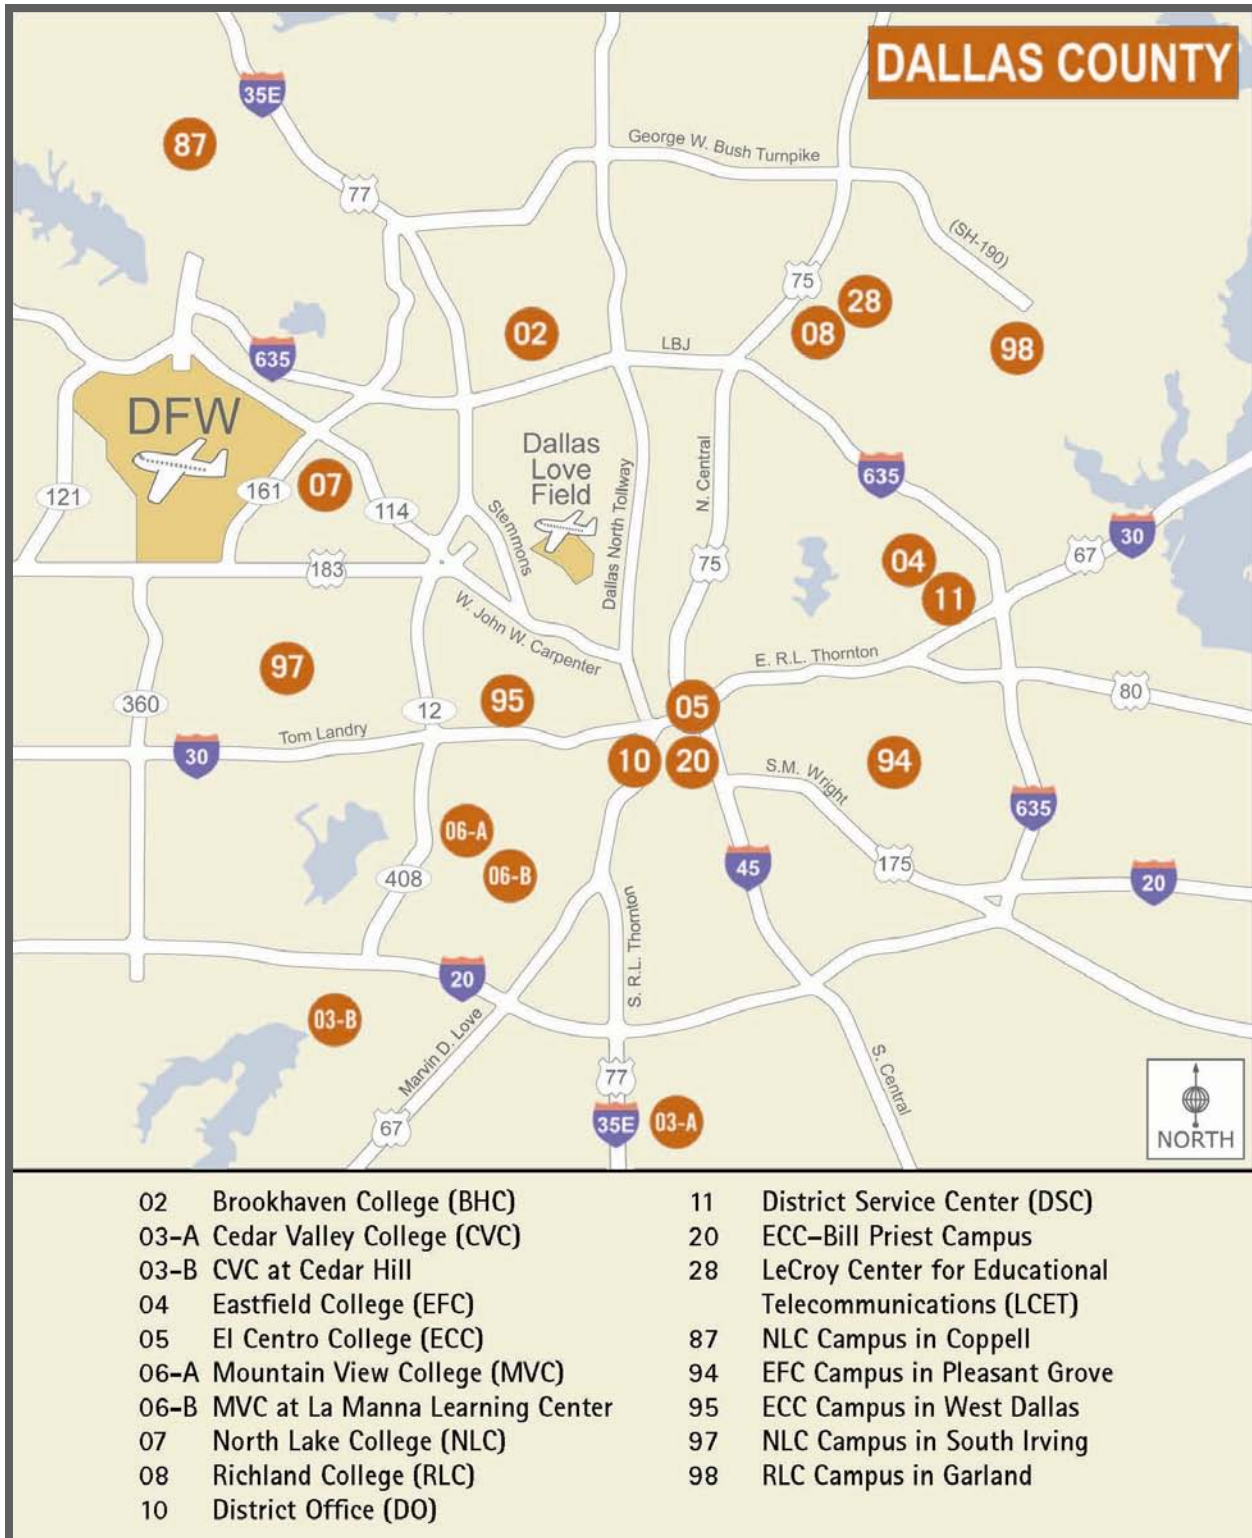 DALLAS COUNTY
35E
87
George W. Bush Turnpike
77
(SH-190)
75
28
02
08
98
LBJ
635
DFW
Dallas
Love
Field
N. Central
635
121
161
07
114
Stemmons
Dallas North Tollway
30
67
183
75
04
11
W. John W. Carpenter
E. R.L. Thornton
97
95
05
80
360
12
Tom Landry
30
10
20
S.M. Wright
94
635
06-A
06-B
408
45
175
20
S. R.L. Thornton
20
03-B
Marvin D. Love
77
S. Central
67
35E
03-A
NORTH
02 Brookhaven College (BHC)
03-A Cedar Valley College (CVC)
03-B CVC at Cedar Hill
04 Eastfield College (EFC)
05 El Centro College (ECC)
06-A Mountain View College (MVC)
06-B MVC at La Manna Learning Center
07 North Lake College (NLC)
08 Richland College (RLC)
10 District Office (DO)
11 District Service Center (DSC)
20 ECC–Bill Priest Campus
28 LeCroy Center for Educational
Telecommunications (LCET)
87 NLC Campus in Coppell
94 EFC Campus in Pleasant Grove
95 ECC Campus in West Dallas
97 NLC Campus in South Irving
98 RLC Campus in Garland